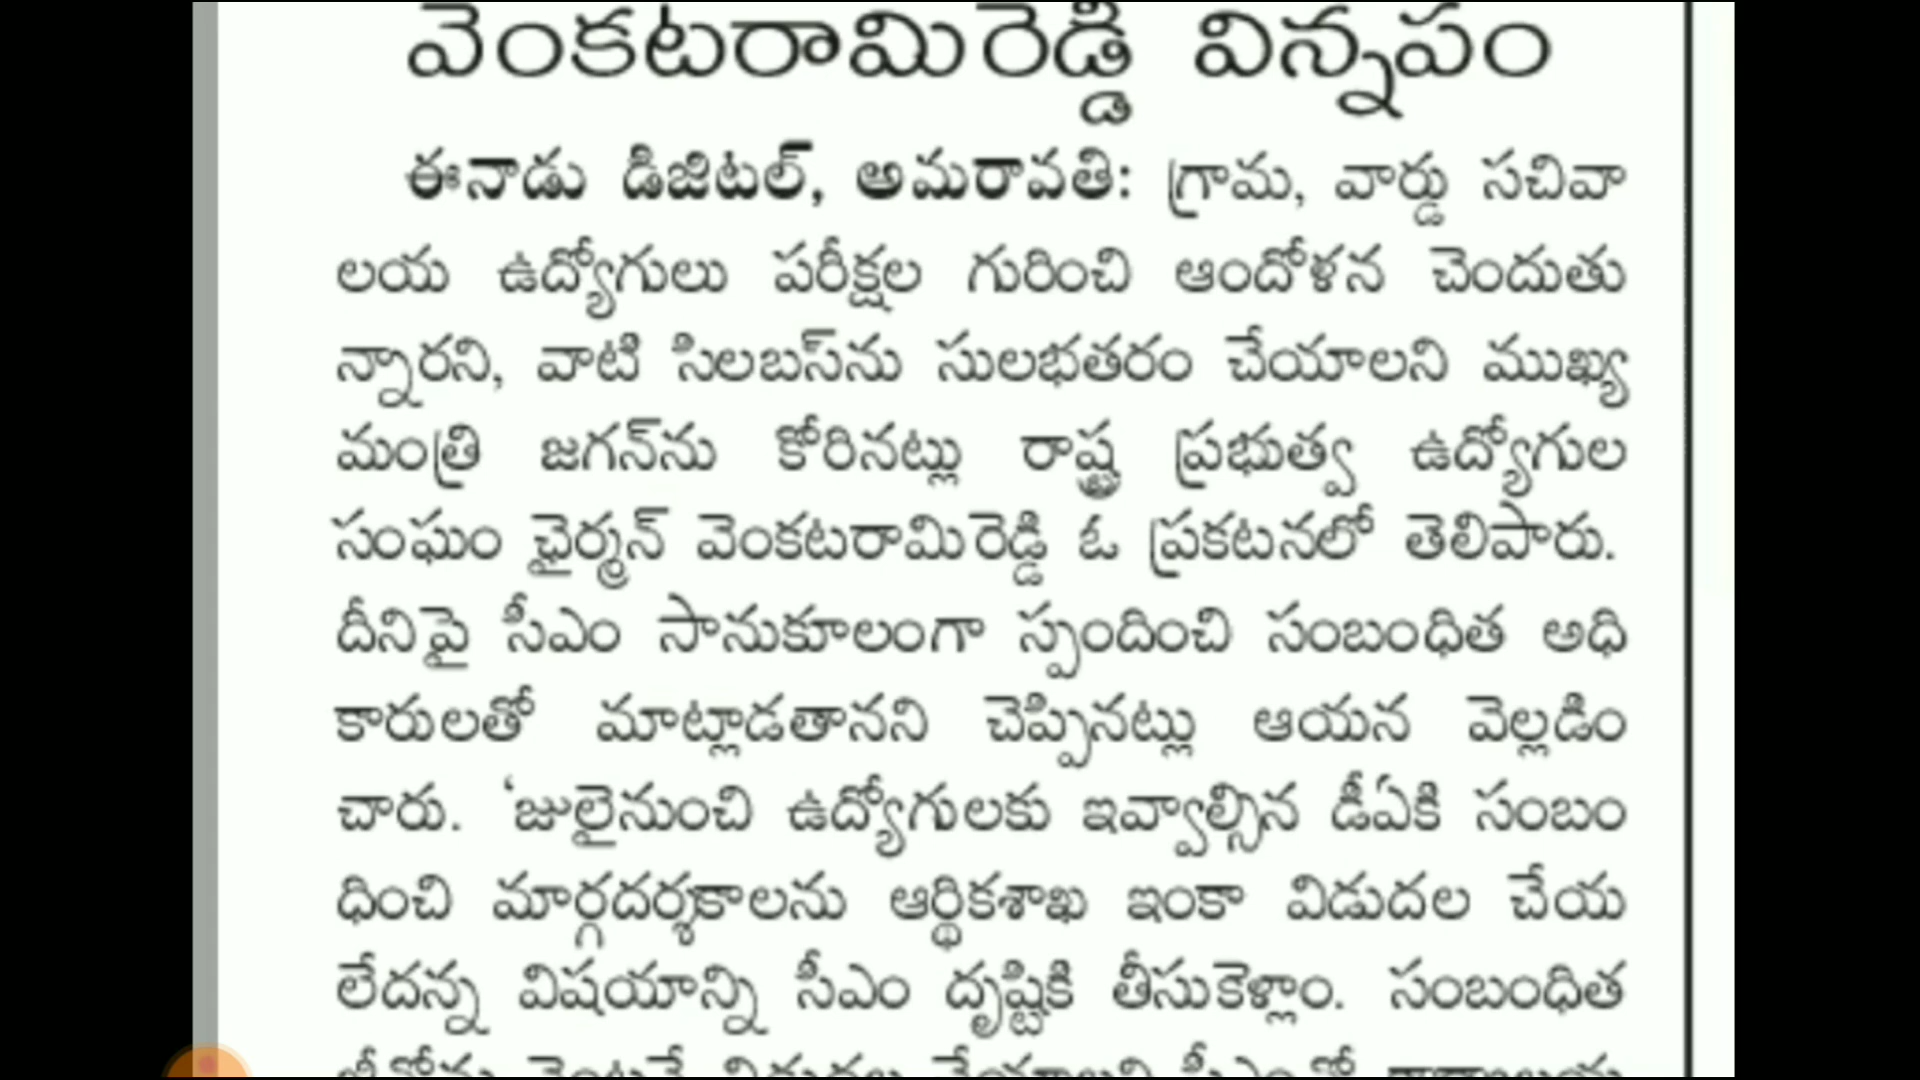 వెంకటరామిరెడ్డి విన్నపం
ఈనాడు డిజిటల్, అమరావతి: గ్రామ, వార్డు సచివా
లయ ఉద్యోగులు పరీక్షల గురించి ఆందోళన చెందుతు
న్నారని, వాటి సిలబస్‌ను సులభతరం చేయాలని ముఖ్య
మంత్రి జగన్‌ను కోరినట్లు రాష్ట్ర ప్రభుత్వ ఉద్యోగుల
సంఘం ఛైర్మన్ వెంకటరామిరెడ్డి ఓ ప్రకటనలో తెలిపారు.
దీనిపై సీఎం సానుకూలంగా స్పందించి సంబంధిత అధి
కారులతో మాట్లాడతానని చెప్పినట్లు ఆయన వెల్లడిం
చారు. ‘జులైనుంచి ఉద్యోగులకు ఇవ్వాల్సిన డీఏకి సంబం
ధించి మార్గదర్శకాలను ఆర్థికశాఖ ఇంకా విడుదల చేయ
లేదన్న విషయాన్ని సీఎం దృష్టికి తీసుకెళ్లాం. సంబంధిత